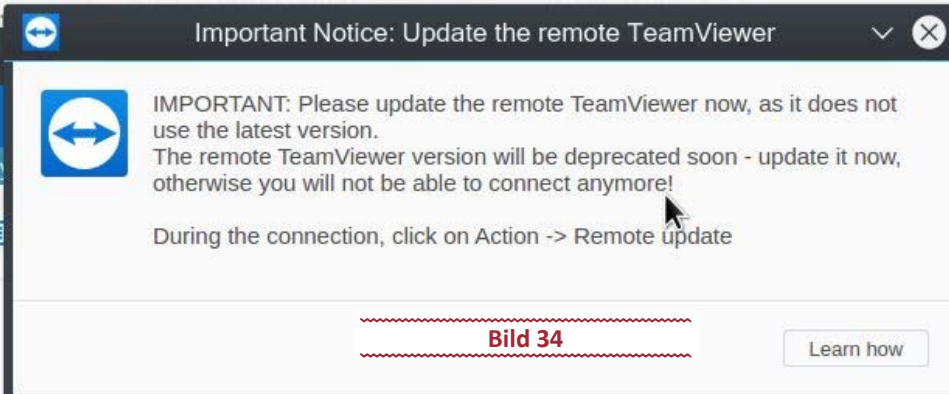 Important Notice: Update the remote TeamViewer
IMPORTANT: Please update the remote TeamViewer now, as it does not
use the latest version.
The remote TeamViewer version will be deprecated soon - update it now,
otherwise you will not be able to connect anymore!
During the connection, click on Action -> Remote update
Bild 34
Learn how